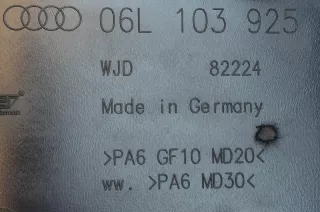 06L 103 925
WJD 82224
Made in Germany
>PA6 GF10 MD20<
ww. >PA6 MD30<